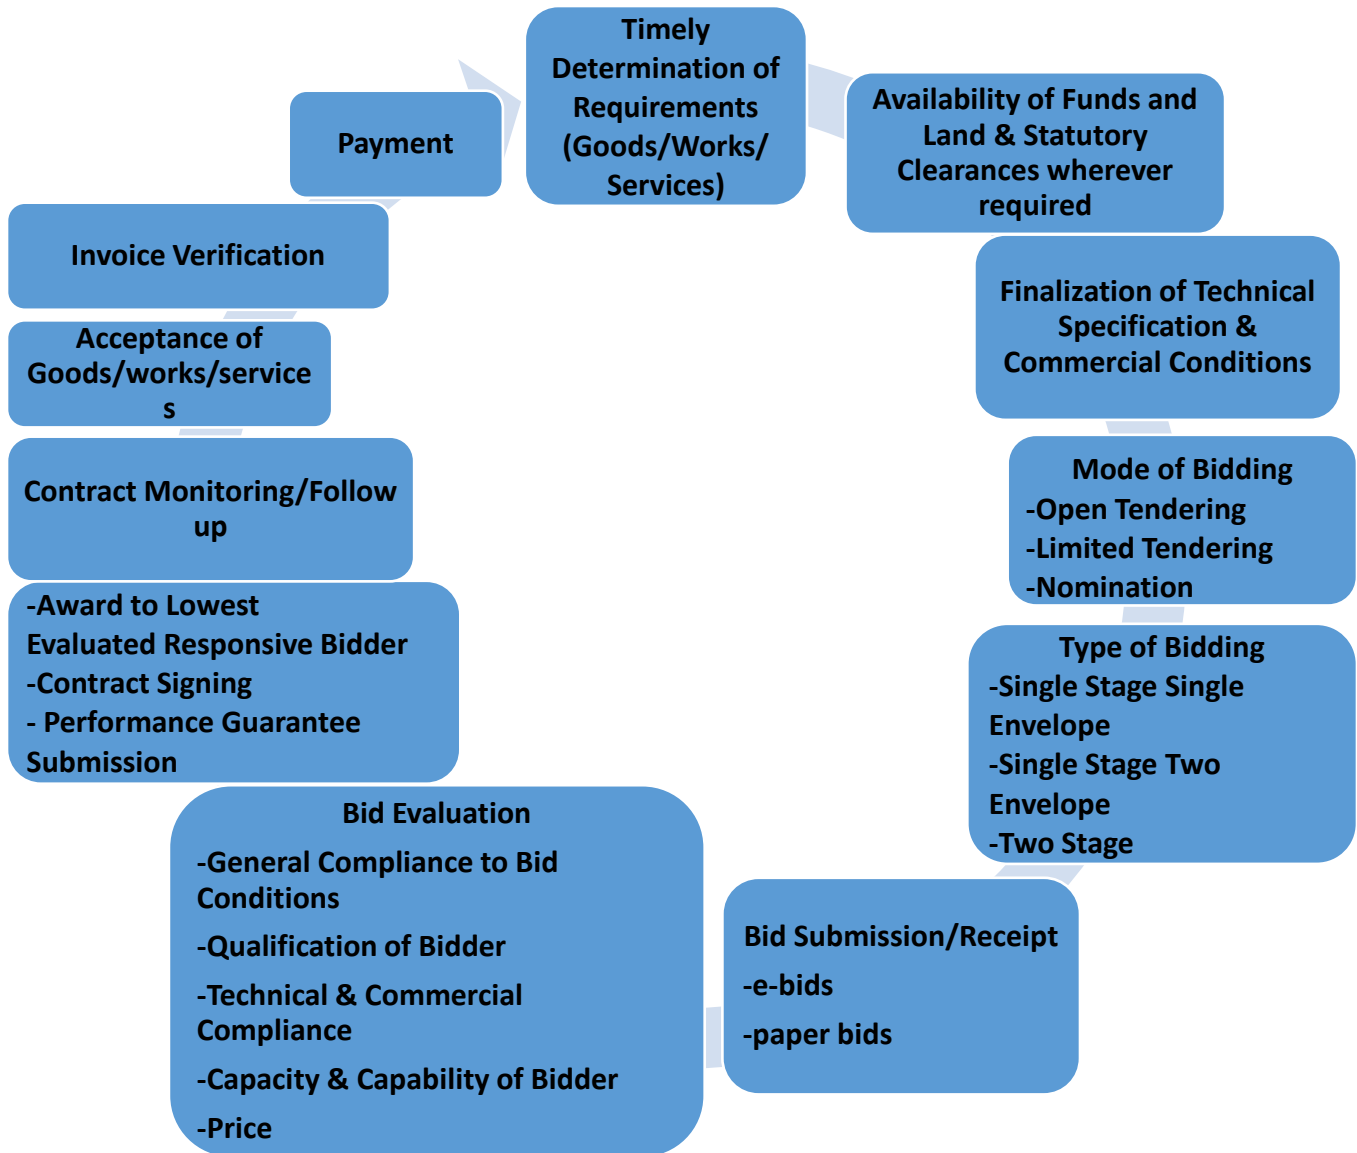 Timely
Determination of
Requirements
(Goods/Works/
Services)
Availability of Funds and
Land & Statutory
Clearances wherever
required
Finalization of Technical
Specification &
Commercial Conditions
Mode of Bidding
-Open Tendering
-Limited Tendering
-Nomination
Type of Bidding
-Single Stage Single
Envelope
-Single Stage Two
Envelope
-Two Stage
Bid Submission/Receipt
-e-bids
-paper bids
Bid Evaluation
-General Compliance to Bid
Conditions
-Qualification of Bidder
-Technical & Commercial
Compliance
-Capacity & Capability of Bidder
-Price
-Award to Lowest
Evaluated Responsive Bidder
-Contract Signing
- Performance Guarantee
Submission
Contract Monitoring/Follow
up
Acceptance of
Goods/works/service
s
Invoice Verification
Payment